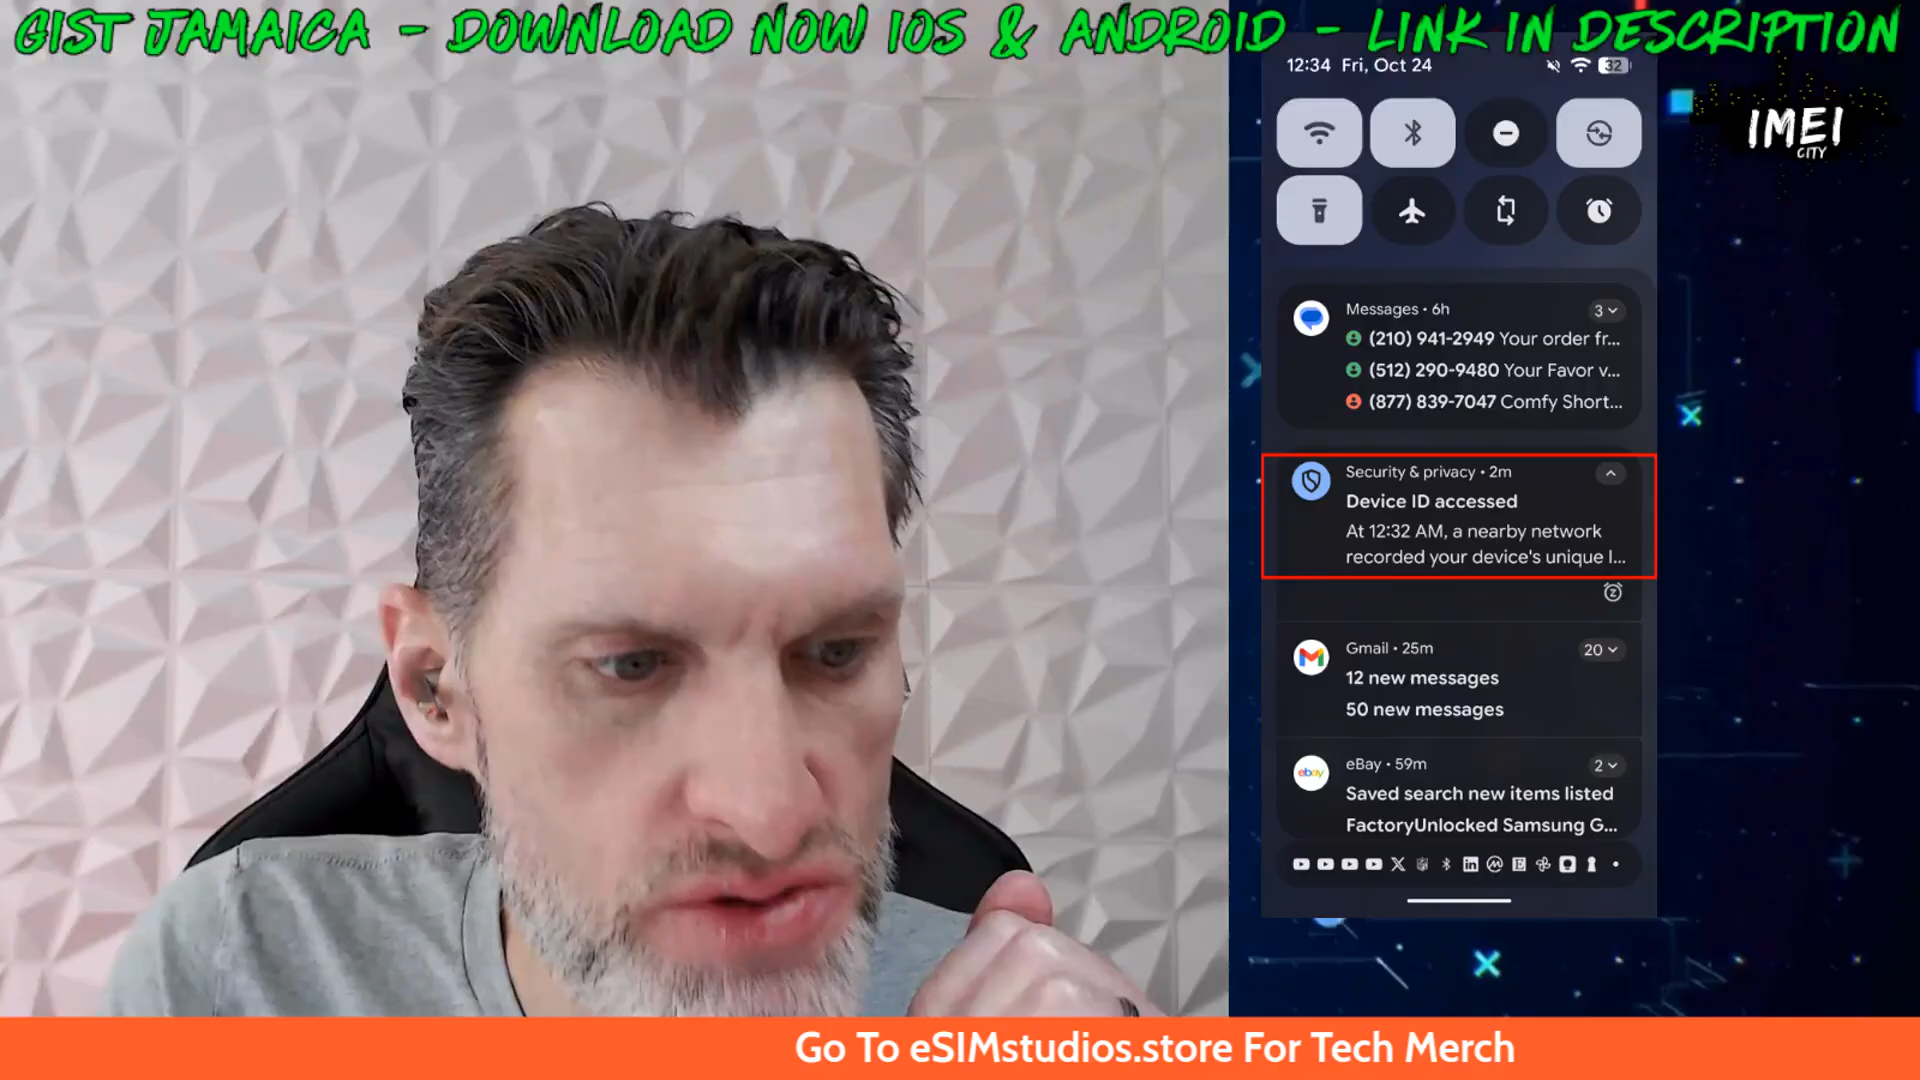 GIST JAMAICA - DOWNLOAD NOW IOS & ANDROID - LINK IN DESCRIPTION
12:34 Fri, Oct 24
32
IMEI
CITY
Messages • 6h
3
(210) 941-2949 Your order fr...
(512) 290-9480 Your Favor v...
(877) 839-7047 Comfy Short...
Security & privacy • 2m
Device ID accessed
At 12:32 AM, a nearby network
recorded your device's unique I...
Gmail • 25m
20
12 new messages
50 new messages
ebay
eBay • 59m
2
Saved search new items listed
FactoryUnlocked Samsung G...
Go To eSIMstudios.store For Tech Merch